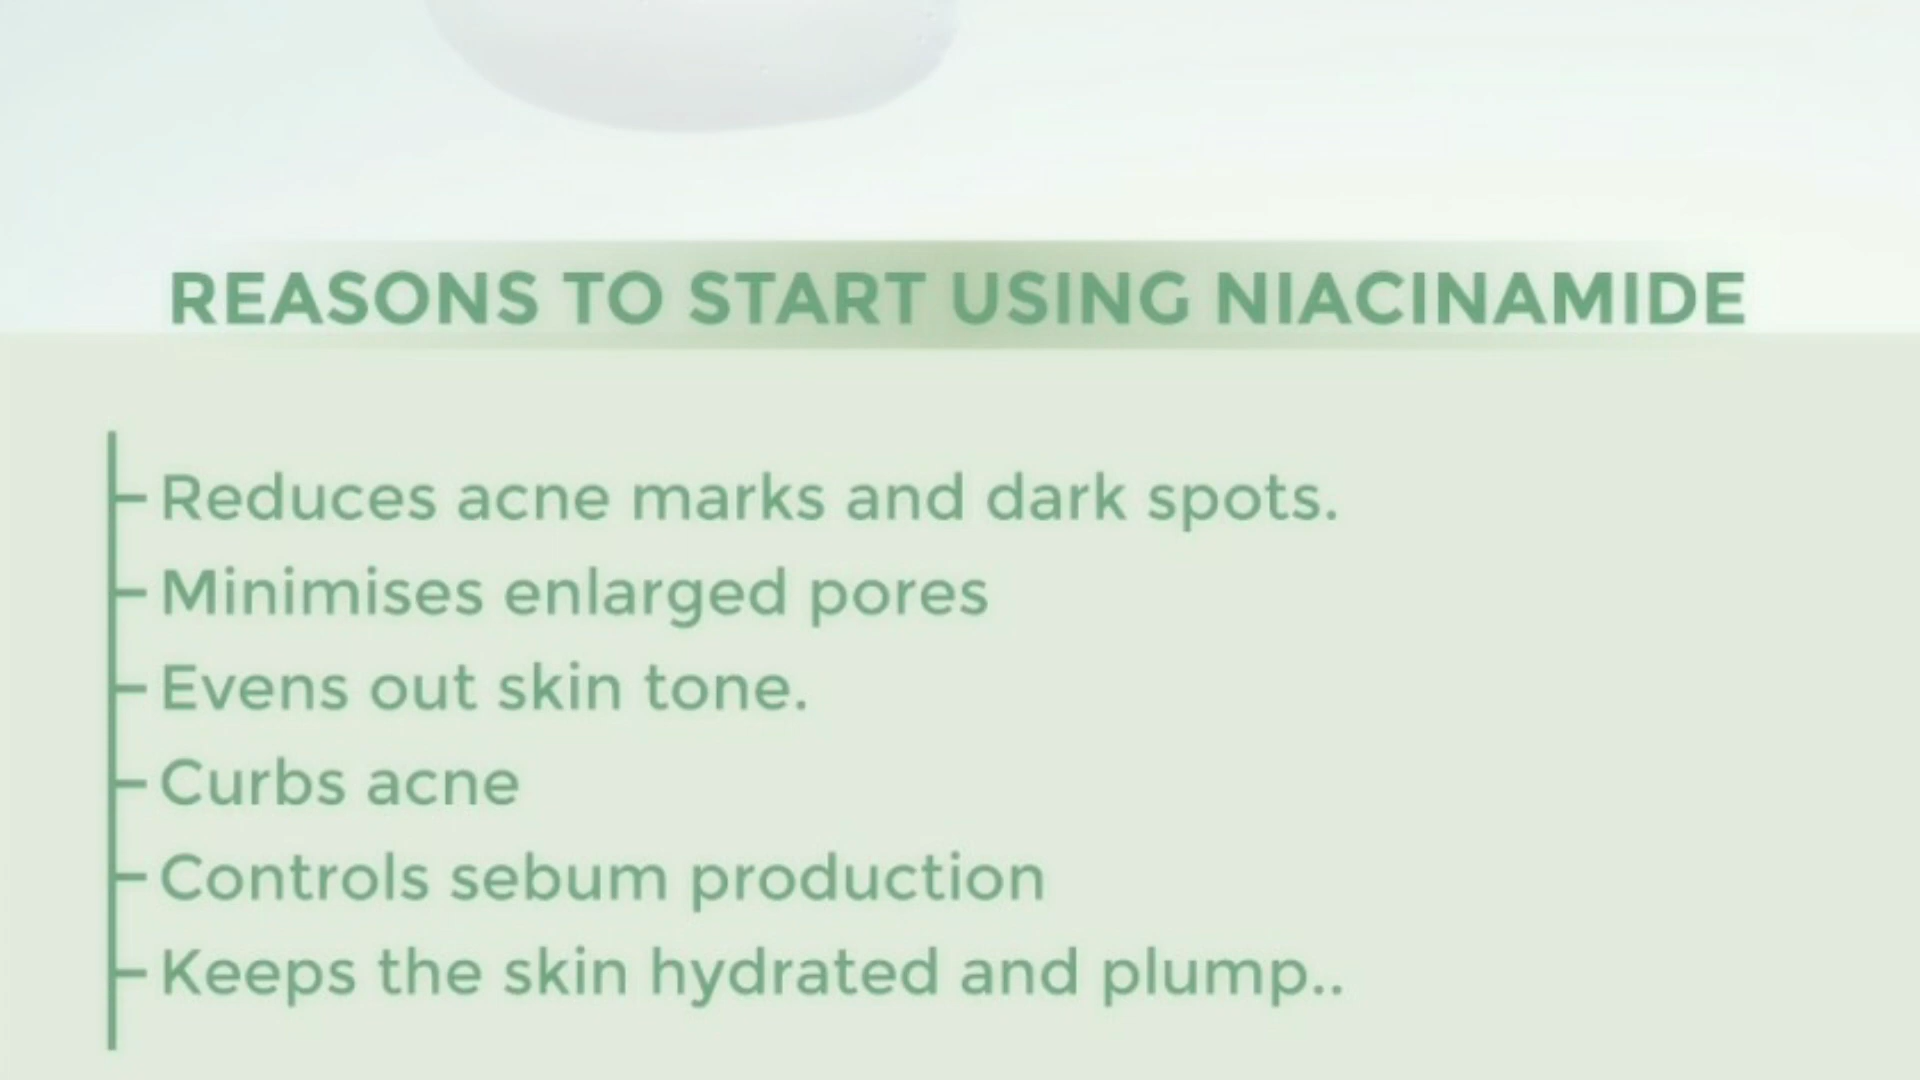 REASONS TO START USING NIACINAMIDE
Reduces acne marks and dark spots.
Minimises enlarged pores
Evens out skin tone.
Curbs acne
Controls sebum production
Keeps the skin hydrated and plump..